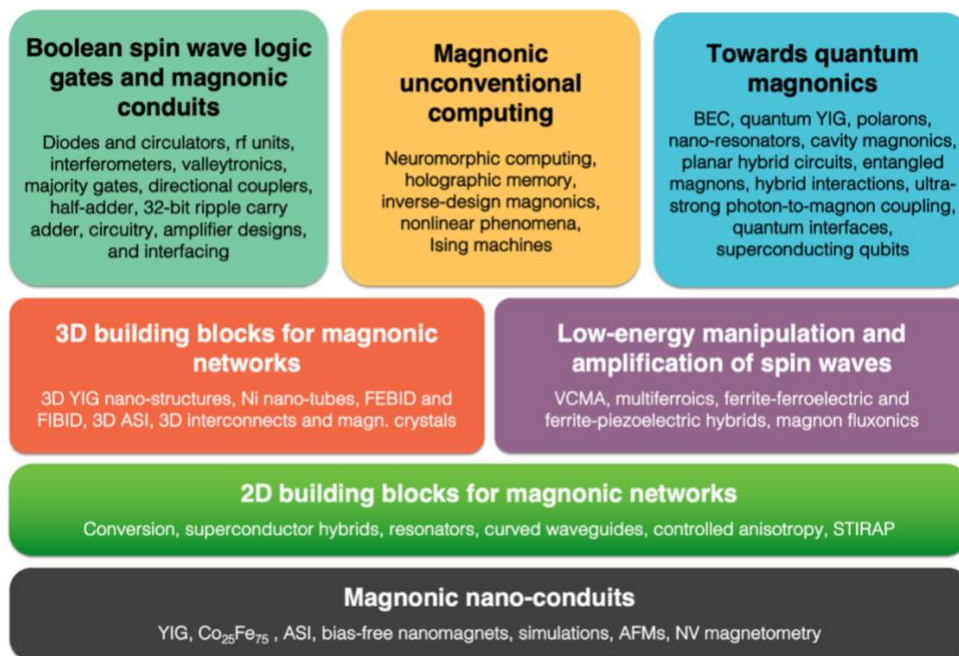 Boolean spin wave logic
gates and magnonic
conduits
Diodes and circulators, rf units,
interferometers, valleytronics,
majority gates, directional couplers,
half-adder, 32-bit ripple carry
adder, circuitry, amplifier designs,
and interfacing
Magnonic
unconventional
computing
Neuromorphic computing,
holographic memory,
inverse-design magnonics,
nonlinear phenomena,
Ising machines
Towards quantum
magnonics
BEC, quantum YIG, polarons,
nano-resonators, cavity magnonics,
planar hybrid circuits, entangled
magnons, hybrid interactions, ultra-
strong photon-to-magnon coupling,
quantum interfaces,
superconducting qubits
3D building blocks for magnonic
networks
3D YIG nano-structures, Ni nano-tubes, FEBID and
FIBID, 3D ASI, 3D interconnects and magn. crystals
Low-energy manipulation and
amplification of spin waves
VCMA, multiferroics, ferrite-ferroelectric and
ferrite-piezoelectric hybrids, magnon fluxonics
2D building blocks for magnonic networks
Conversion, superconductor hybrids, resonators, curved waveguides, controlled anisotropy, STIRAP
Magnonic nano-conduits
YIG, Co₂₅Fe₇₅ , ASI, bias-free nanomagnets, simulations, AFMs, NV magnetometry